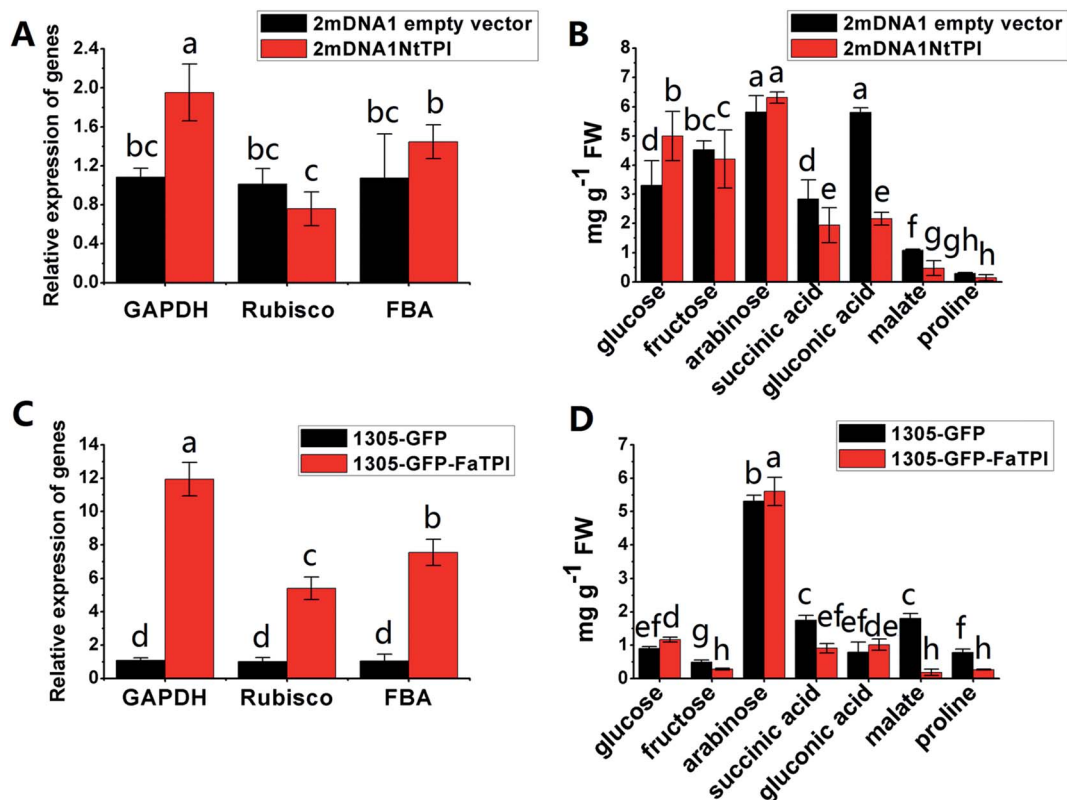 A
2mDNA1 empty vector
2mDNA1NtTPI
Relative expression of genes
2.4
2.0
1.6
1.2
0.8
0.4
0.0
bc a bc c bc b
GAPDH Rubisco FBA
B
2mDNA1 empty vector
2mDNA1NtTPI
mg g⁻¹ FW
8
7
6
5
4
3
2
1
0
d b bc c a a d e a e f g gh h
glucose fructose arabinose succinic acid gluconic acid malate proline
C
1305-GFP
1305-GFP-FaTPI
Relative expression of genes
14
12
10
8
6
4
2
0
d a d c d b
GAPDH Rubisco FBA
D
1305-GFP
1305-GFP-FaTPI
mg g⁻¹ FW
7
6
5
4
3
2
1
0
ef d g h b a c ef ef de c h f h
glucose fructose arabinose succinic acid gluconic acid malate proline